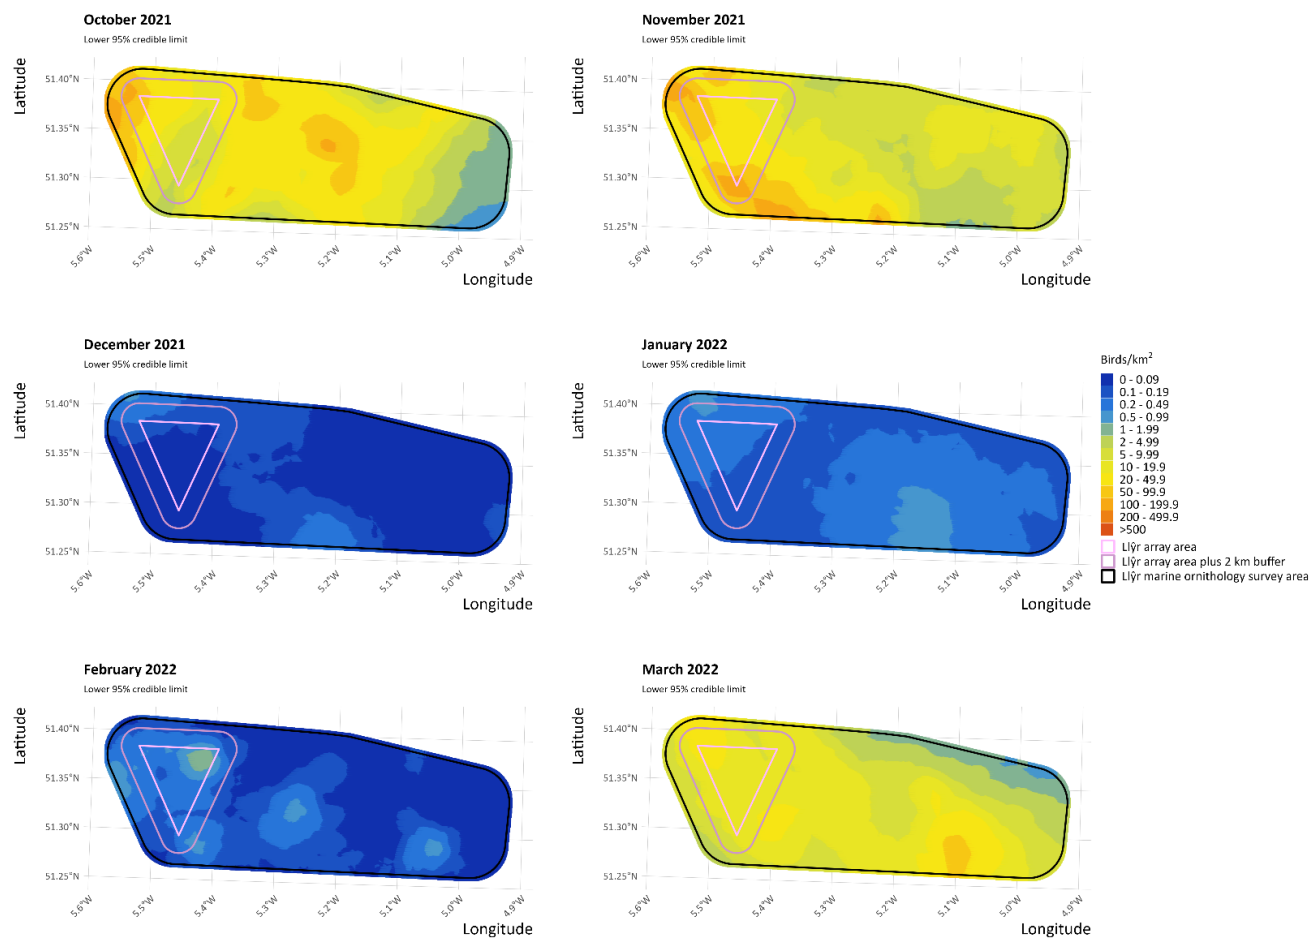 October 2021
Lower 95% credible limit
Latitude
51.40°N
51.35°N
51.30°N
51.25°N
5.6°W
5.5°W
5.4°W
5.3°W
5.2°W
5.1°W
5.0°W
4.9°W
Longitude
November 2021
Lower 95% credible limit
Latitude
51.40°N
51.35°N
51.30°N
51.25°N
5.6°W
5.5°W
5.4°W
5.3°W
5.2°W
5.1°W
5.0°W
4.9°W
Longitude
December 2021
Lower 95% credible limit
Latitude
51.40°N
51.35°N
51.30°N
51.25°N
5.6°W
5.5°W
5.4°W
5.3°W
5.2°W
5.1°W
5.0°W
4.9°W
Longitude
January 2022
Lower 95% credible limit
Latitude
51.40°N
51.35°N
51.30°N
51.25°N
5.6°W
5.5°W
5.4°W
5.3°W
5.2°W
5.1°W
5.0°W
4.9°W
Longitude
Birds/km²
0 - 0.09
0.1 - 0.19
0.2 - 0.49
0.5 - 0.99
1 - 1.99
2 - 4.99
5 - 9.99
10 - 19.9
20 - 49.9
50 - 99.9
100 - 199.9
200 - 499.9
>500
Llŷr array area
Llŷr array area plus 2 km buffer
Llŷr marine ornithology survey area
February 2022
Lower 95% credible limit
Latitude
51.40°N
51.35°N
51.30°N
51.25°N
5.6°W
5.5°W
5.4°W
5.3°W
5.2°W
5.1°W
5.0°W
4.9°W
Longitude
March 2022
Lower 95% credible limit
Latitude
51.40°N
51.35°N
51.30°N
51.25°N
5.6°W
5.5°W
5.4°W
5.3°W
5.2°W
5.1°W
5.0°W
4.9°W
Longitude